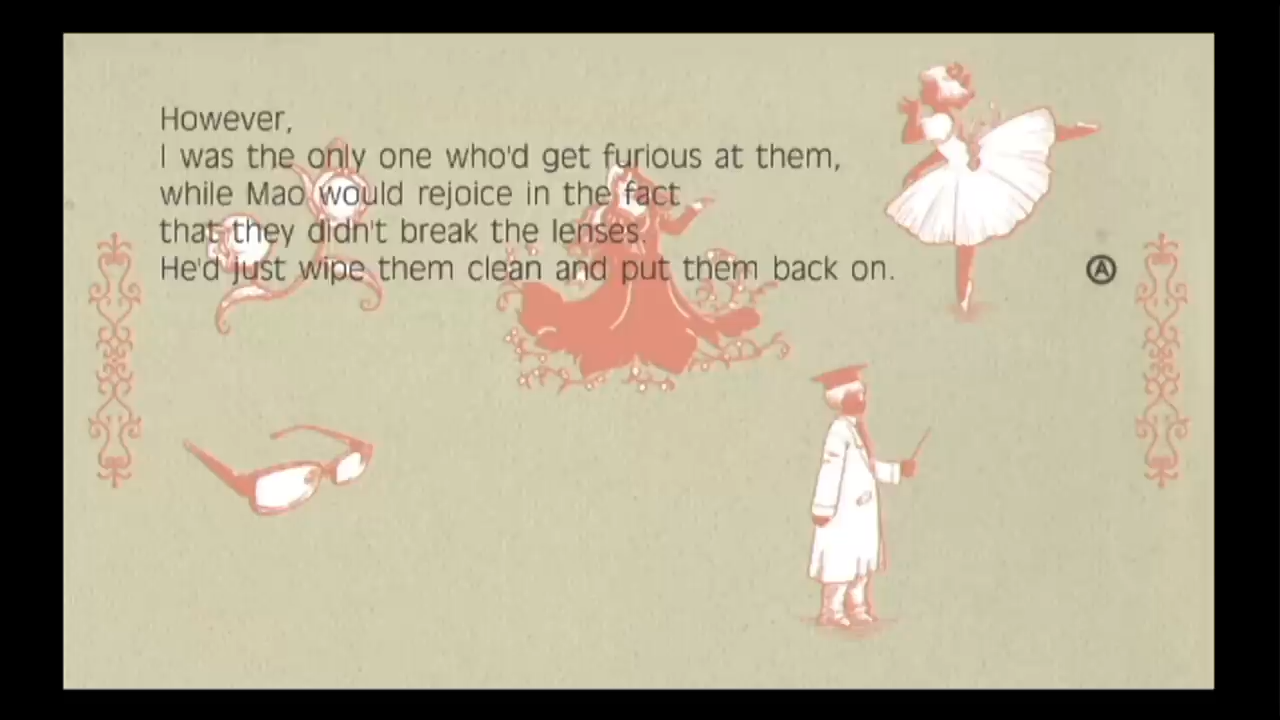 However,
I was the only one who'd get furious at them,
while Mao would rejoice in the fact
that they didn't break the lenses.
He'd just wipe them clean and put them back on.
A